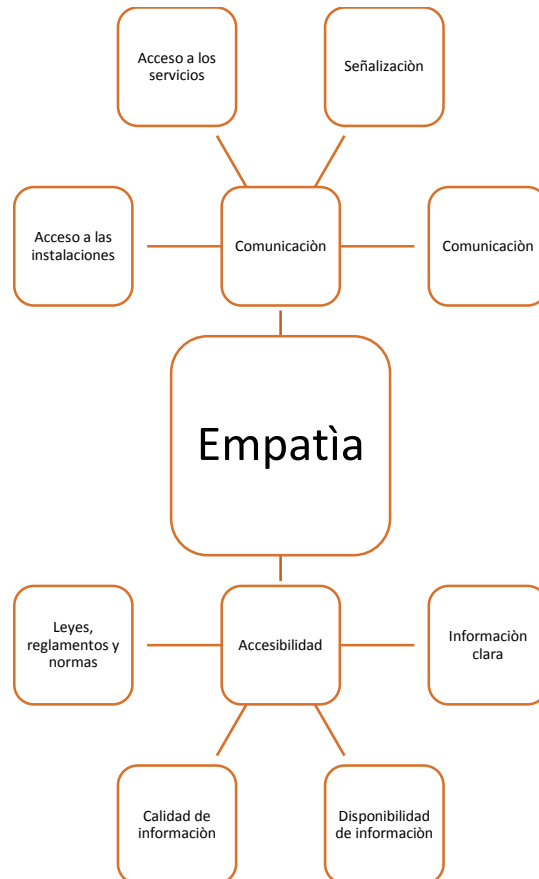 Acceso a los
servicios
Señalizaciòn
Acceso a las
instalaciones
Comunicaciòn
Comunicaciòn
Empatìa
Leyes,
reglamentos y
normas
Accesibilidad
Informaciòn
clara
Calidad de
informaciòn
Disponibilidad
de informaciòn